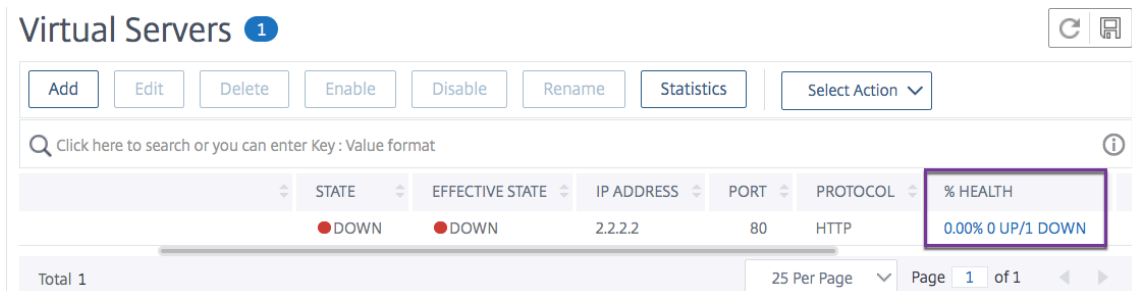 Virtual Servers 1
Add Edit Delete Enable Disable Rename Statistics Select Action
Click here to search or you can enter Key : Value format
STATE EFFECTIVE STATE IP ADDRESS PORT PROTOCOL % HEALTH
DOWN DOWN 2.2.2.2 80 HTTP 0.00% 0 UP/1 DOWN
Total 1 25 Per Page Page 1 of 1